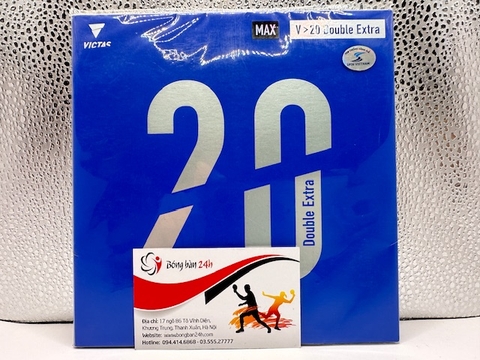 VICTAS
MAX
V > 20 Double Extra
20
Double Extra
Bóng bàn 24h
Địa chỉ: 17 ngõ 86 Tô Vĩnh Diện,
Khương Trung, Thanh Xuân, Hà Nội
Website: www.bongban24h.com
Hotline: 094.414.6868 - 03.555.27777